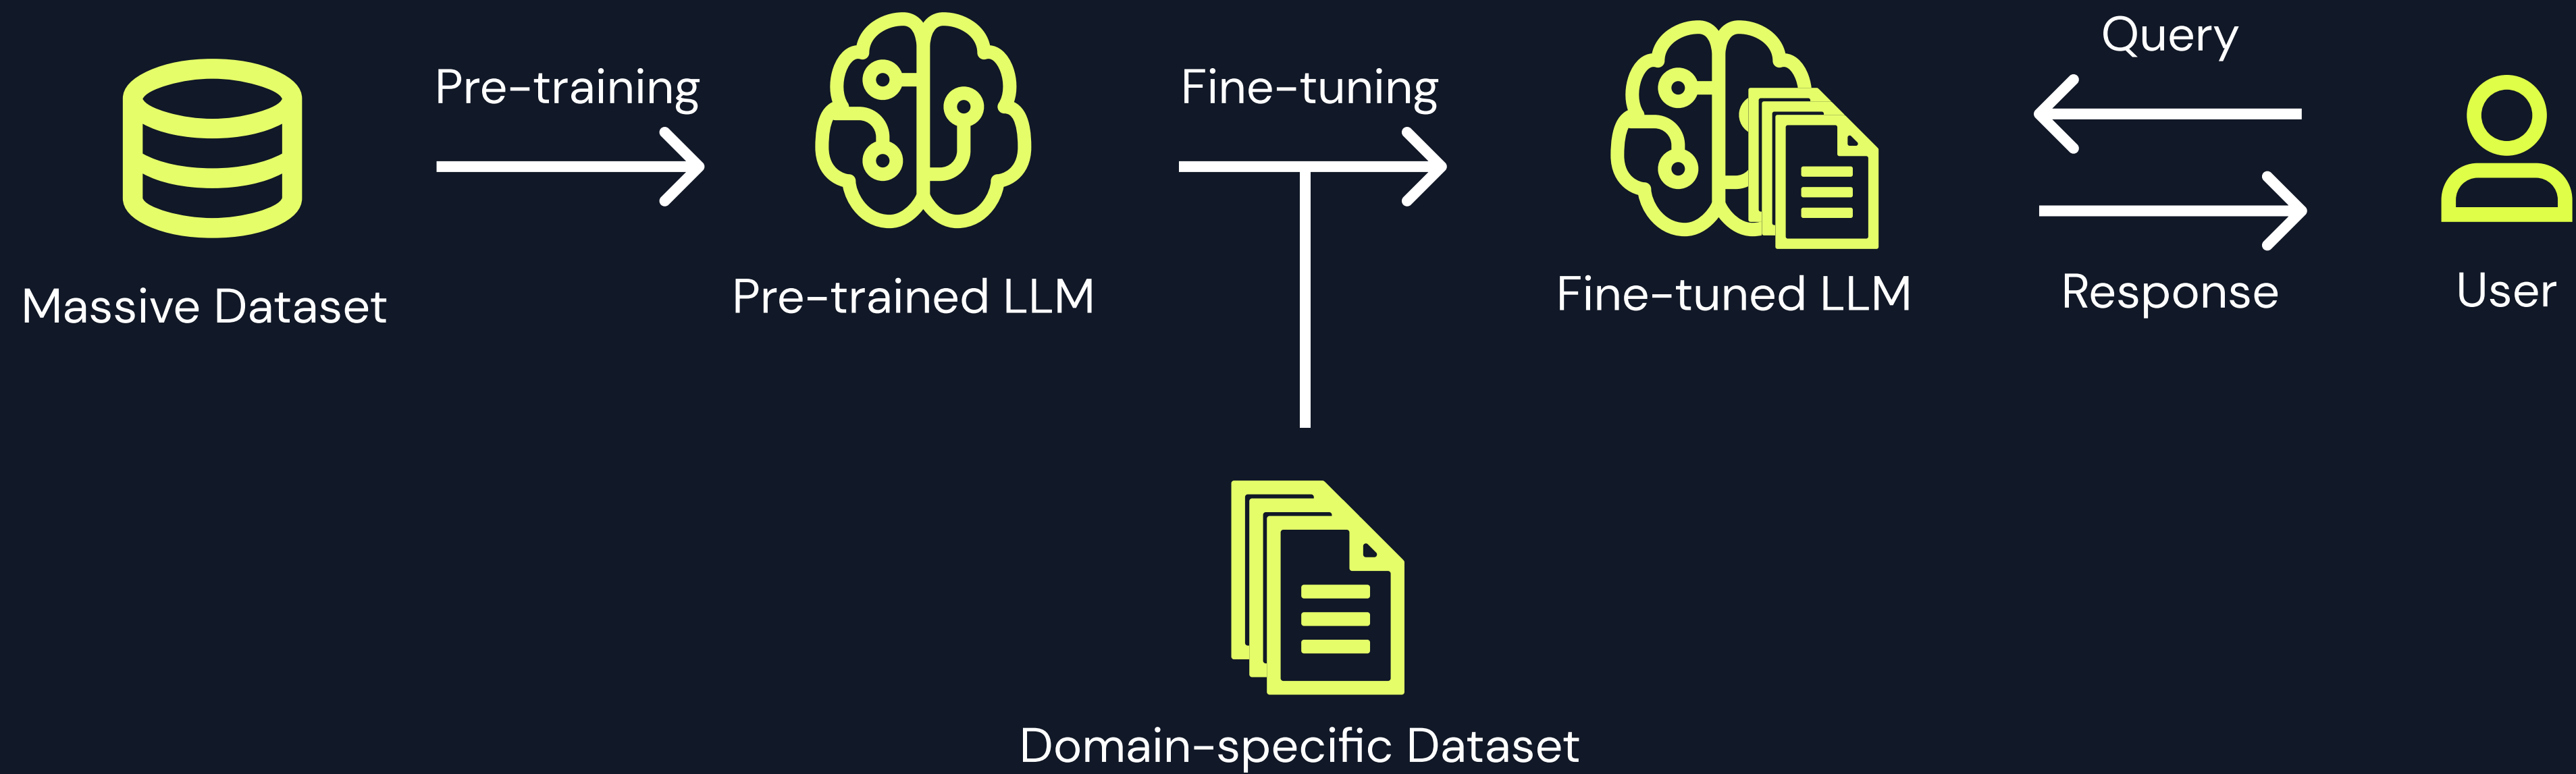 Massive Dataset
Pre-training
Pre-trained LLM
Fine-tuning
Domain-specific Dataset
Fine-tuned LLM
Query
Response
User